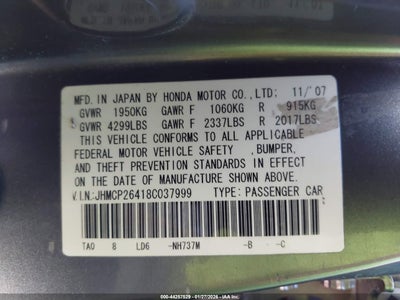 MFD. IN JAPAN BY HONDA MOTOR CO.,LTD: 11/'07
GVWR 1950KG GAWR F 1060KG R 915KG
GVWR 4299LBS GAWR F 2337LBS R 2017LBS
THIS VEHICLE CONFORMS TO ALL APPLICABLE
FEDERAL MOTOR VEHICLE SAFETY ,BUMPER,
AND THEFT PREVENTION STANDARDS IN EFFECT
ON THE DATE OF MANUFACTURE SHOWN ABOVE.
V.I.N:JHMCP26418C037999 TYPE:PASSENGER CAR
TA0 8 LD6 -NH737M -B -C
★ 000 - 44257529 - 01/27/2026 - IAA Inc. ★